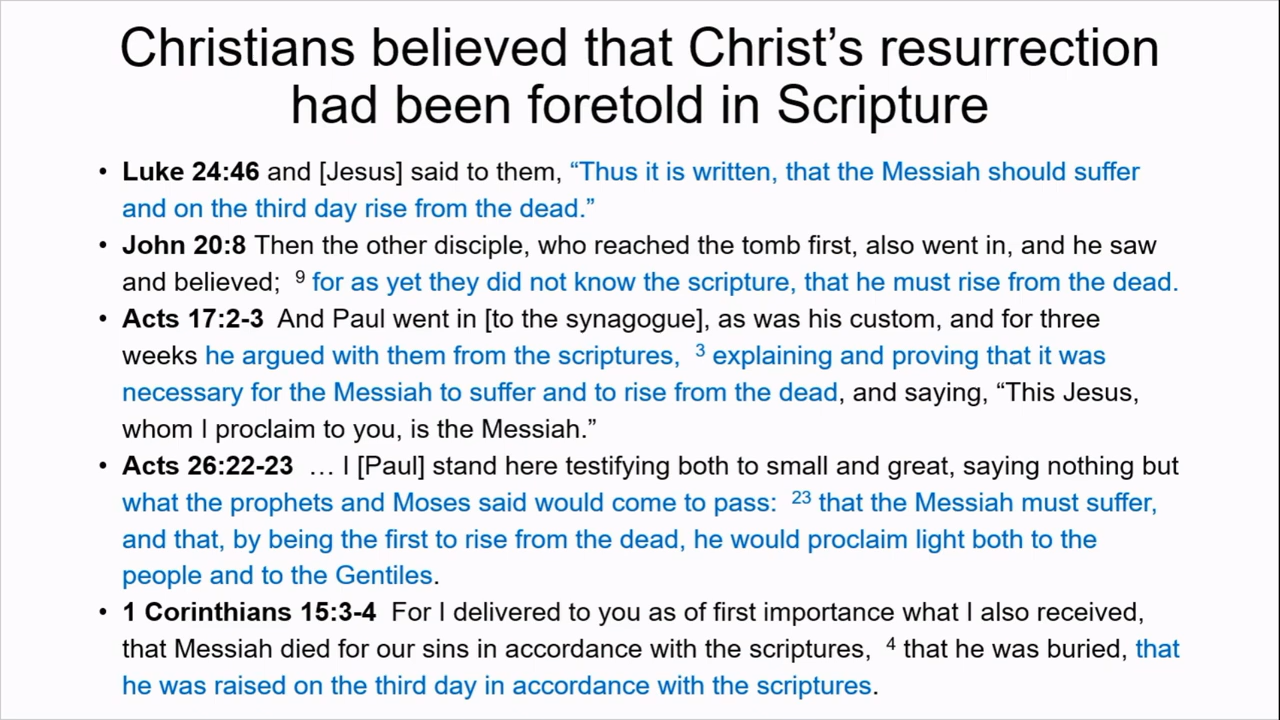 Christians believed that Christ’s resurrection
had been foretold in Scripture
• Luke 24:46 and [Jesus] said to them, “Thus it is written, that the Messiah should suffer
and on the third day rise from the dead.”
• John 20:8 Then the other disciple, who reached the tomb first, also went in, and he saw
and believed; 9 for as yet they did not know the scripture, that he must rise from the dead.
• Acts 17:2-3 And Paul went in [to the synagogue], as was his custom, and for three
weeks he argued with them from the scriptures, 3 explaining and proving that it was
necessary for the Messiah to suffer and to rise from the dead, and saying, “This Jesus,
whom I proclaim to you, is the Messiah.”
• Acts 26:22-23 … I [Paul] stand here testifying both to small and great, saying nothing but
what the prophets and Moses said would come to pass: 23 that the Messiah must suffer,
and that, by being the first to rise from the dead, he would proclaim light both to the
people and to the Gentiles.
• 1 Corinthians 15:3-4 For I delivered to you as of first importance what I also received,
that Messiah died for our sins in accordance with the scriptures, 4 that he was buried, that
he was raised on the third day in accordance with the scriptures.